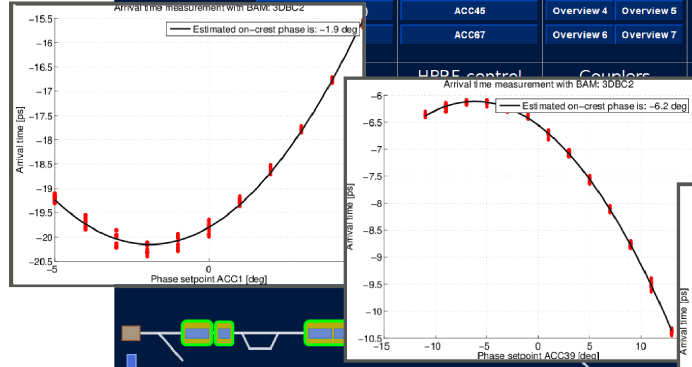 Arrival time measurement with BAM: 3DBC2
Estimated on-crest phase is: −1.9 deg
Arrival time [ps]
−15.5
−16
−16.5
−17
−17.5
−18
−18.5
−19
−19.5
−20
−20.5
−5
0
Phase setpoint ACC1 [deg]
ACC45
Overview 4
Overview 5
ACC67
Overview 6
Overview 7
HPRF control
Couplers
Arrival time measurement with BAM: 3DBC2
Estimated on-crest phase is: −6.2 deg
Arrival time [ps]
−6
−6.5
−7
−7.5
−8
−8.5
−9
−9.5
−10
−10.5
−15
−10
−5
0
5
10
Phase setpoint ACC39 [deg]
Arrival time [ps]